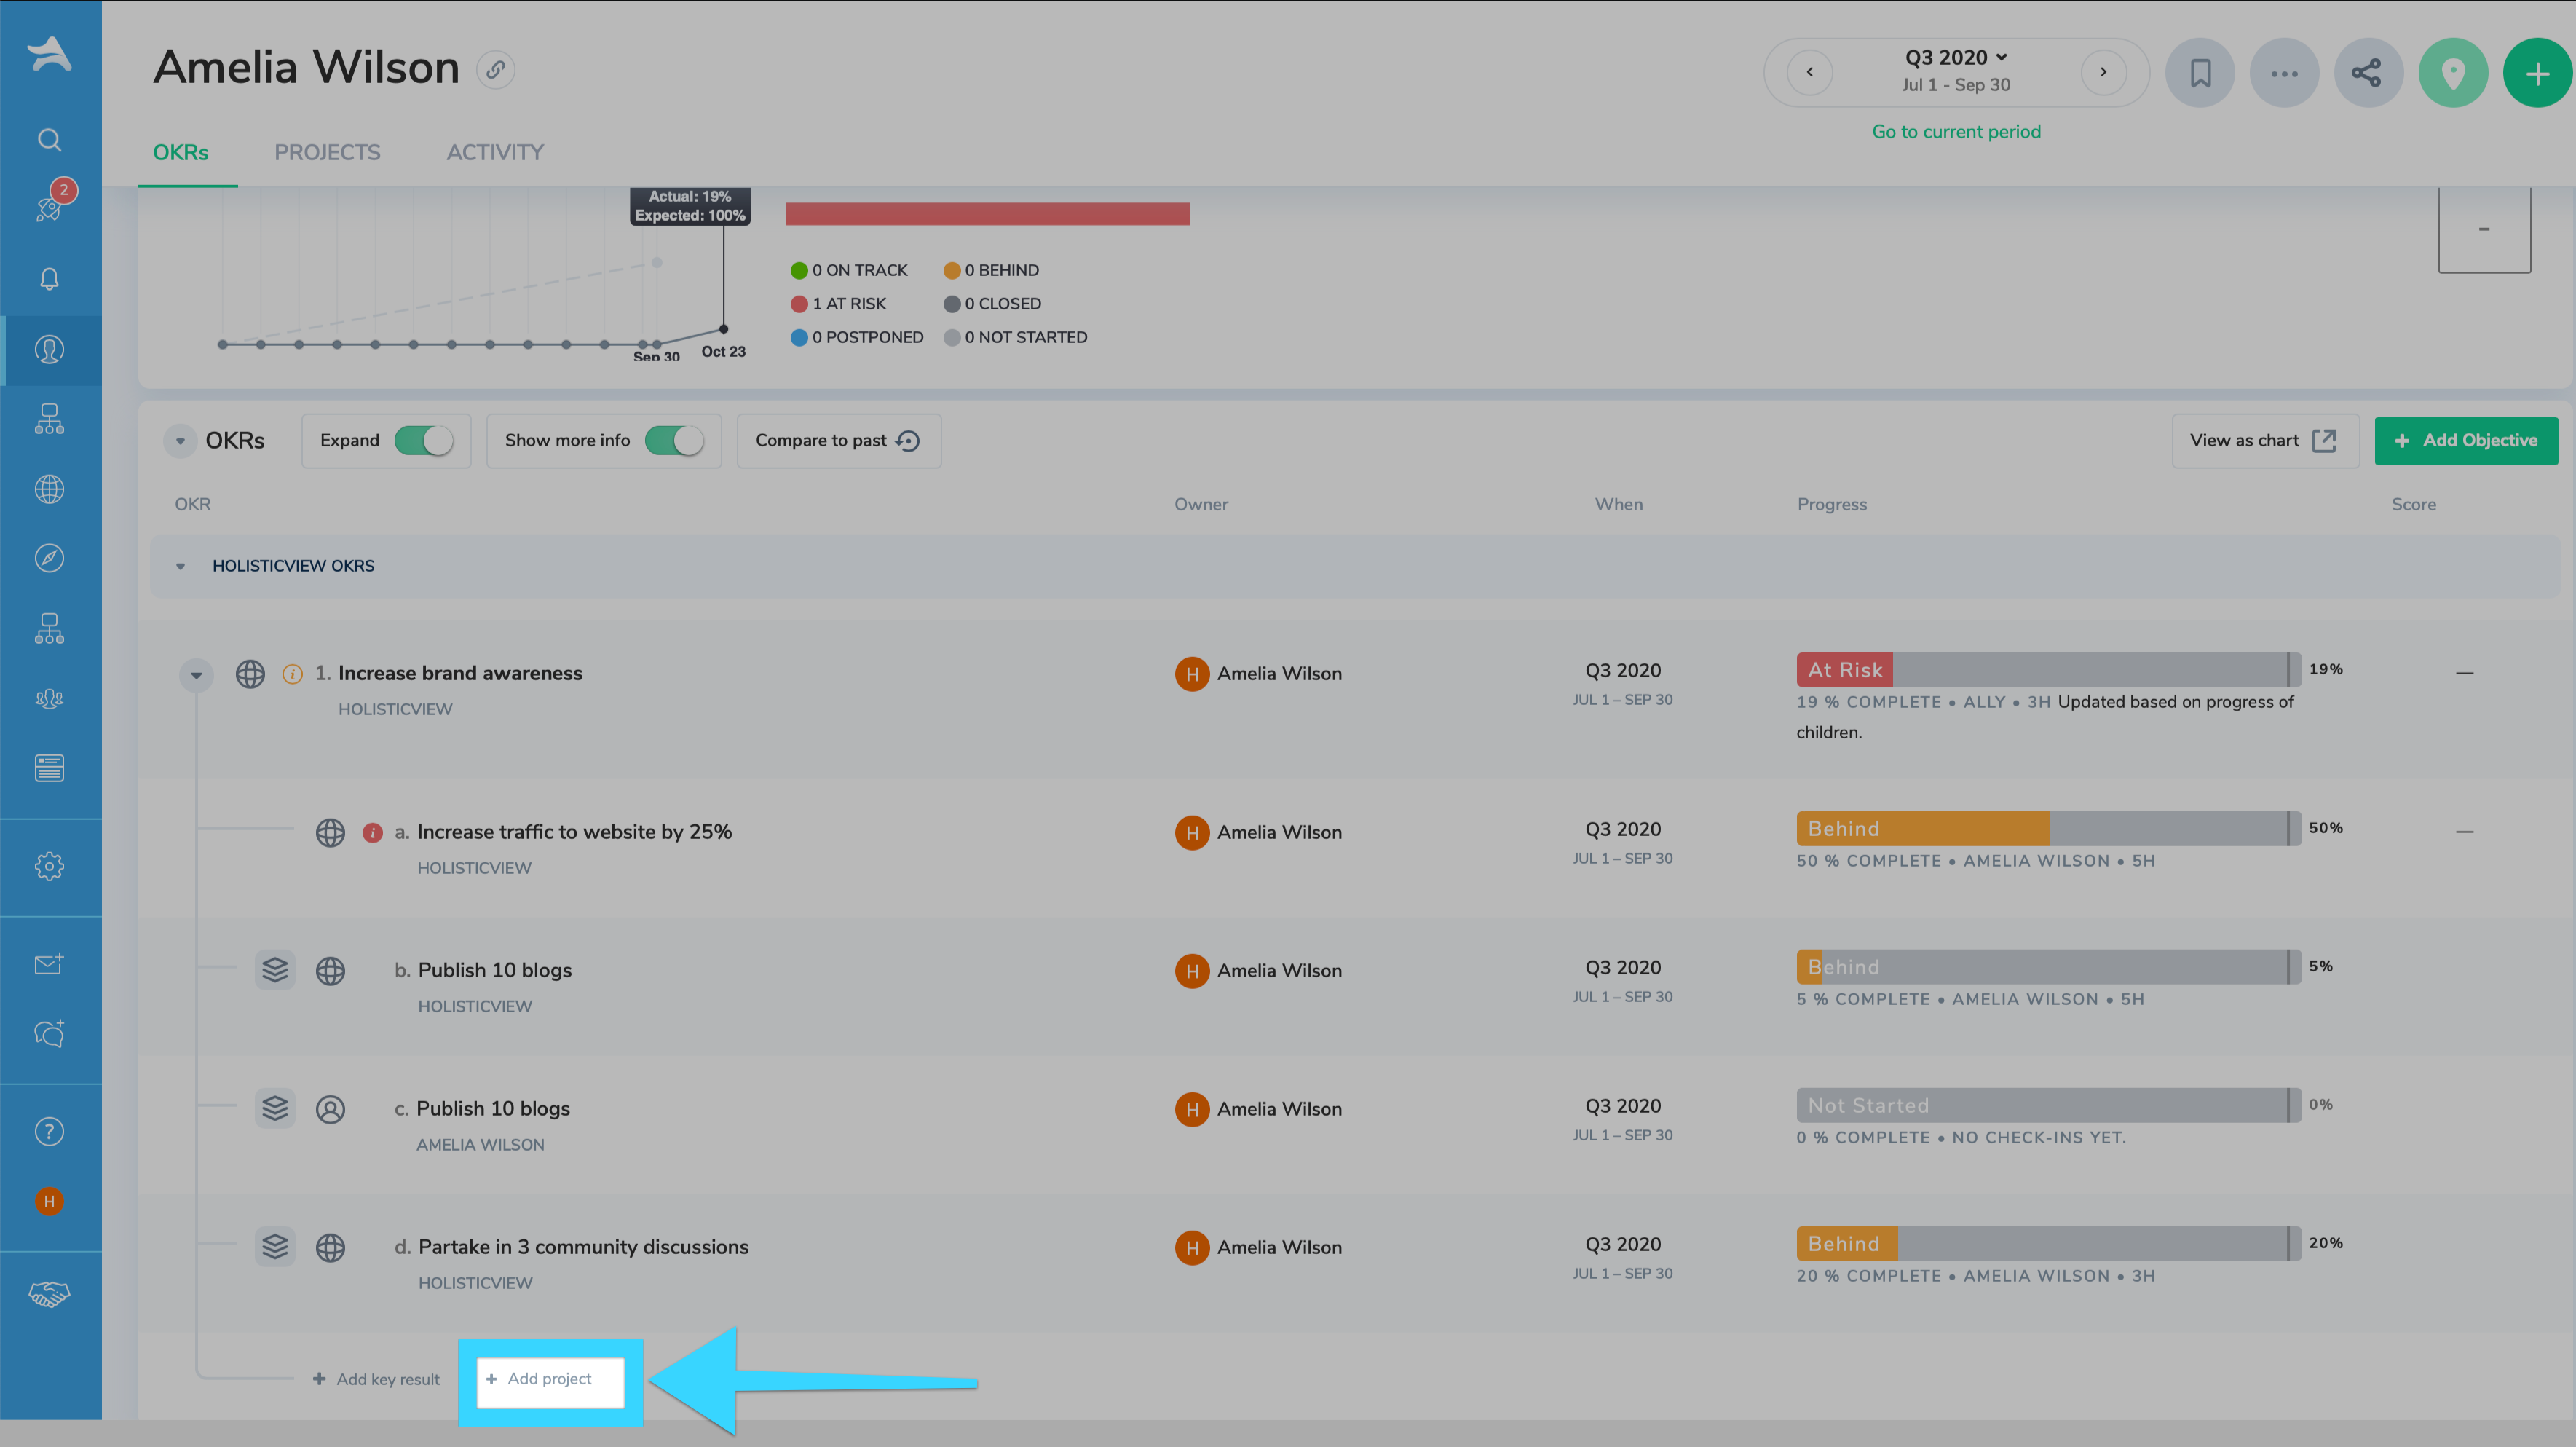 Amelia Wilson
Q3 2020
Jul 1 - Sep 30
Go to current period
OKRs
PROJECTS
ACTIVITY
2
Actual: 19%
Expected: 100%
Sep 30
Oct 23
0 ON TRACK
0 BEHIND
1 AT RISK
0 CLOSED
0 POSTPONED
0 NOT STARTED
-
OKRs
Expand
Show more info
Compare to past
View as chart
+ Add Objective
OKR
Owner
When
Progress
Score
HOLISTICVIEW OKRS
1. Increase brand awareness
HOLISTICVIEW
H Amelia Wilson
Q3 2020
JUL 1 – SEP 30
At Risk
19%
19 % COMPLETE • ALLY • 3H Updated based on progress of
children.
—
a. Increase traffic to website by 25%
HOLISTICVIEW
H Amelia Wilson
Q3 2020
JUL 1 – SEP 30
Behind
50%
50 % COMPLETE • AMELIA WILSON • 5H
—
b. Publish 10 blogs
HOLISTICVIEW
H Amelia Wilson
Q3 2020
JUL 1 – SEP 30
Behind
5%
5 % COMPLETE • AMELIA WILSON • 5H
c. Publish 10 blogs
AMELIA WILSON
H Amelia Wilson
Q3 2020
JUL 1 – SEP 30
Not Started
0%
0 % COMPLETE • NO CHECK-INS YET.
d. Partake in 3 community discussions
HOLISTICVIEW
H Amelia Wilson
Q3 2020
JUL 1 – SEP 30
Behind
20%
20 % COMPLETE • AMELIA WILSON • 3H
H
+ Add key result
+ Add project